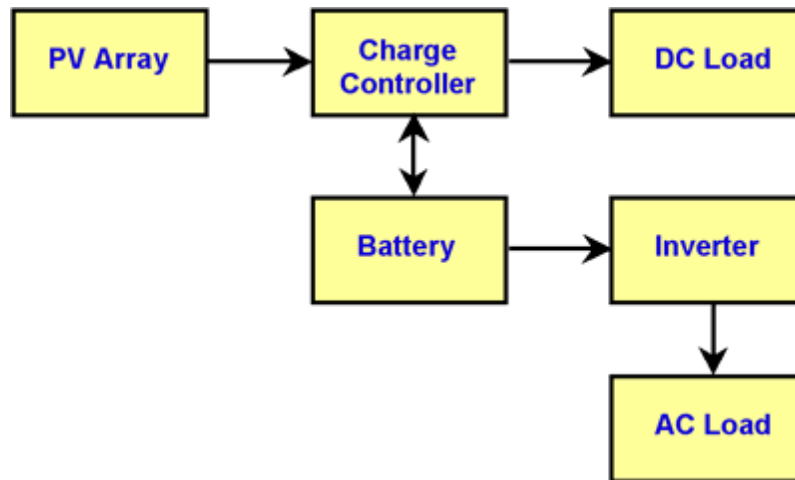 PV Array
Charge
Controller
DC Load
Battery
Inverter
AC Load